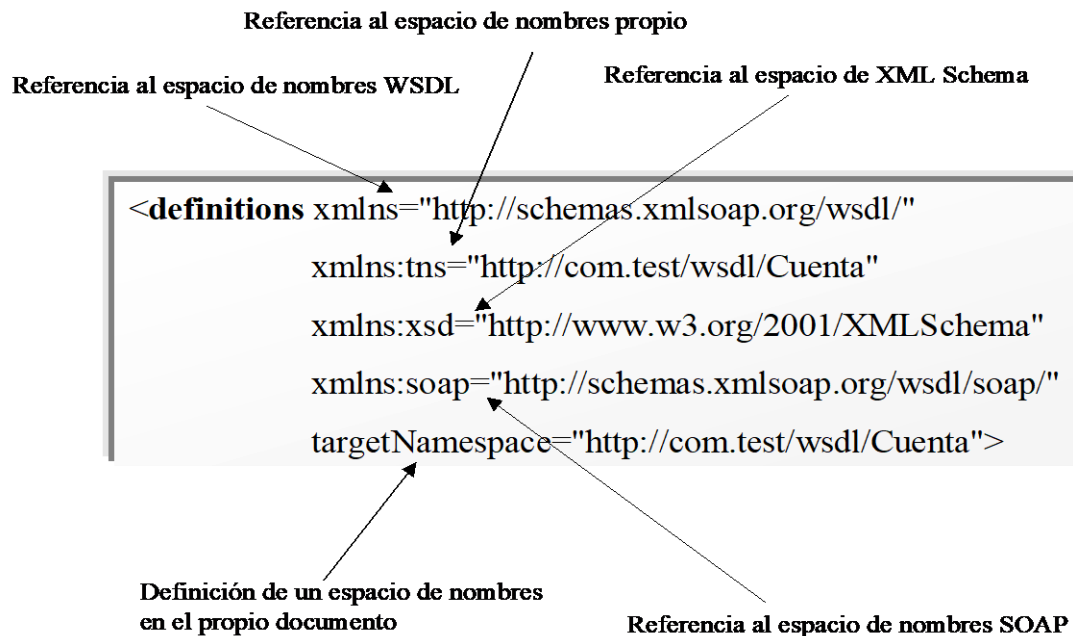 Referencia al espacio de nombres propio
Referencia al espacio de XML Schema
Referencia al espacio de nombres WSDL
<definitions xmlns="http://schemas.xmlsoap.org/wsdl/"
xmlns:tns="http://com.test/wsdl/Cuenta"
xmlns:xsd="http://www.w3.org/2001/XMLSchema"
xmlns:soap="http://schemas.xmlsoap.org/wsdl/soap/"
targetNamespace="http://com.test/wsdl/Cuenta">
Definición de un espacio de nombres
en el propio documento
Referencia al espacio de nombres SOAP